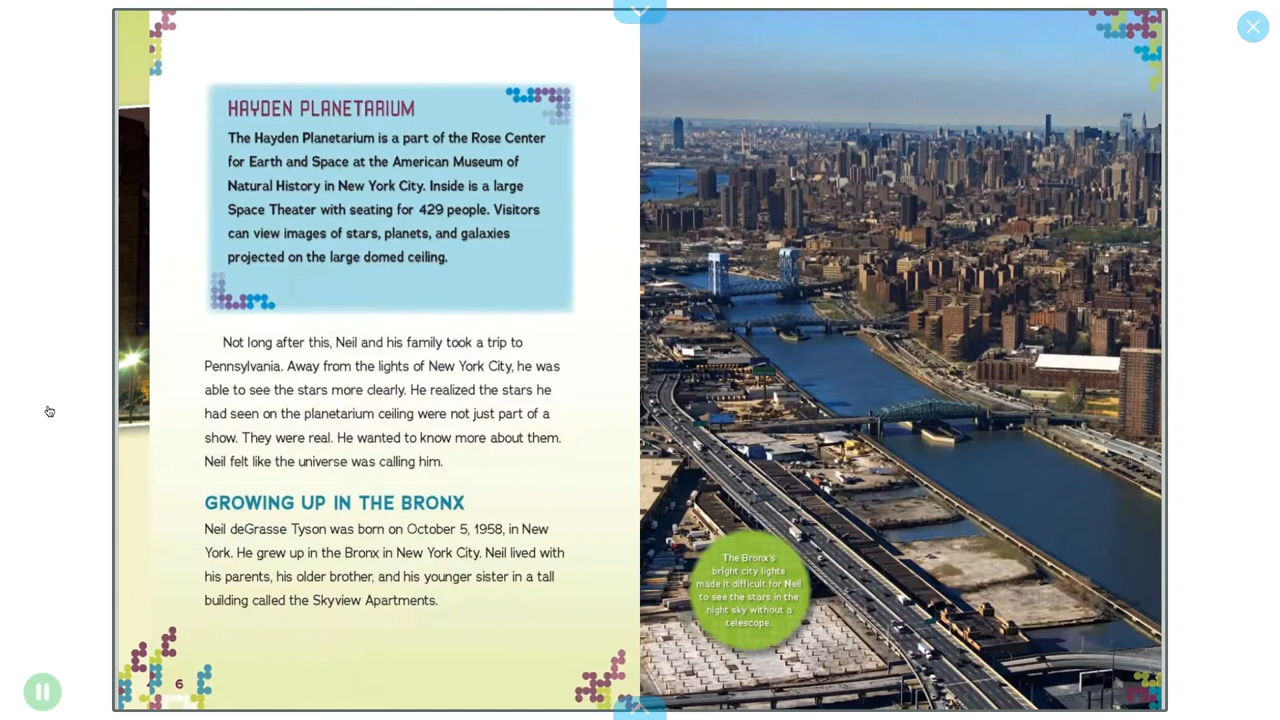 HAYDEN PLANETARIUM
The Hayden Planetarium is a part of the Rose Center
for Earth and Space at the American Museum of
Natural History in New York City. Inside is a large
Space Theater with seating for 429 people. Visitors
can view images of stars, planets, and galaxies
projected on the large domed ceiling.
Not long after this, Neil and his family took a trip to
Pennsylvania. Away from the lights of New York City, he was
able to see the stars more clearly. He realized the stars he
had seen on the planetarium ceiling were not just part of a
show. They were real. He wanted to know more about them.
Neil felt like the universe was calling him.
GROWING UP IN THE BRONX
Neil deGrasse Tyson was born on October 5, 1958, in New
York. He grew up in the Bronx in New York City. Neil lived with
his parents, his older brother, and his younger sister in a tall
building called the Skyview Apartments.
6
The Bronx's
bright city lights
made it difficult for Neil
to see the stars in the
night sky without a
telescope.